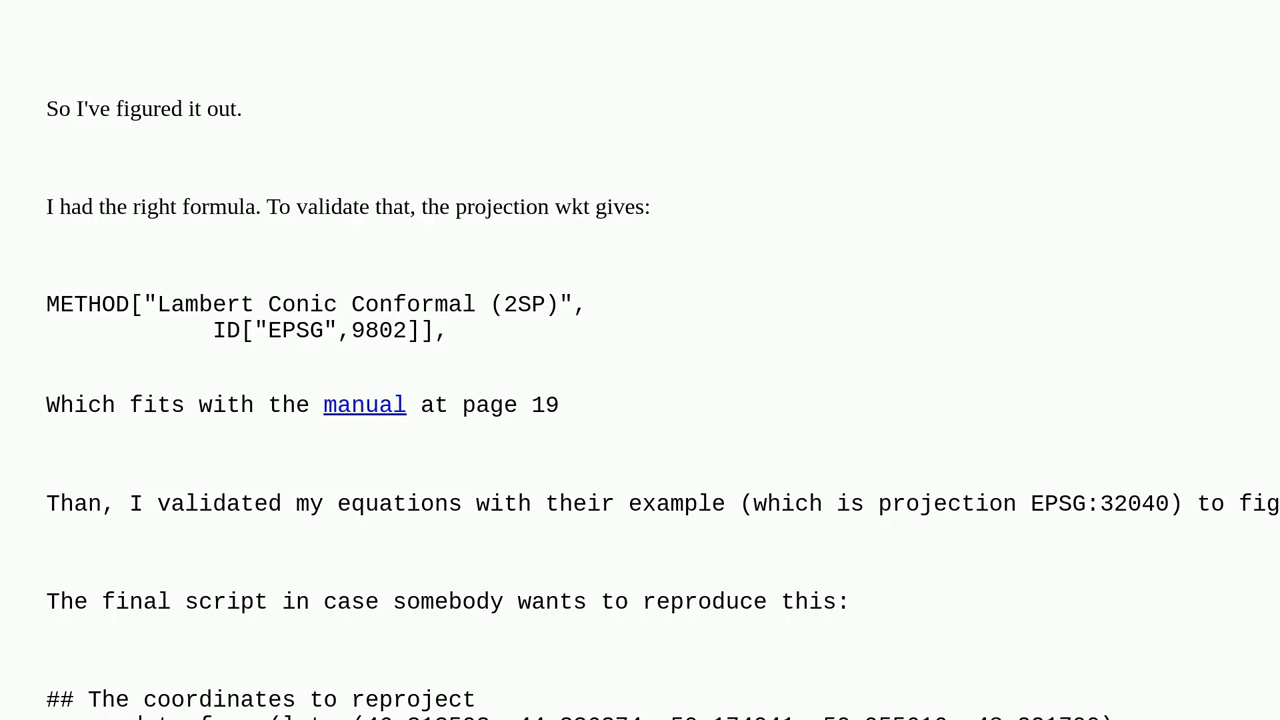 So I've figured it out.
I had the right formula. To validate that, the projection wkt gives:
METHOD["Lambert Conic Conformal (2SP)",
ID["EPSG",9802]],
Which fits with the manual at page 19
Than, I validated my equations with their example (which is projection EPSG:32040) to fig
The final script in case somebody wants to reproduce this:
## The coordinates to reproject